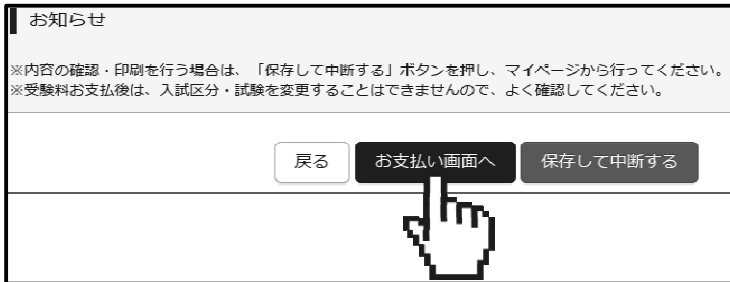 お知らせ
※内容の確認・印刷を行う場合は、「保存して中断する」ボタンを押し、マイページから行ってください。
※受験料お支払後は、入試区分・試験を変更することはできませんので、よく確認してください。
戻る お支払い画面へ 保存して中断する